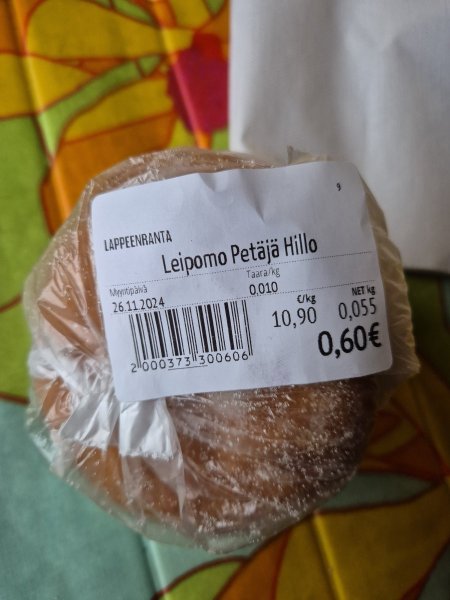 9
LAPPEENRANTA
Leipomo Petäjä Hillo
Myyntipäivä Taara/kg
26.11.2024 0,010 €/kg NET kg
10,90 0,055
0,60€
2 000373 300606